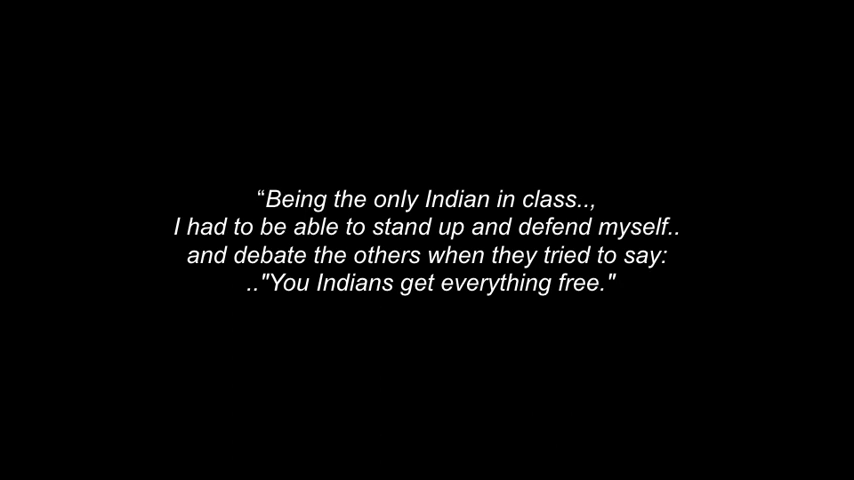 “Being the only Indian in class..,
I had to be able to stand up and defend myself..
and debate the others when they tried to say:
.."You Indians get everything free."